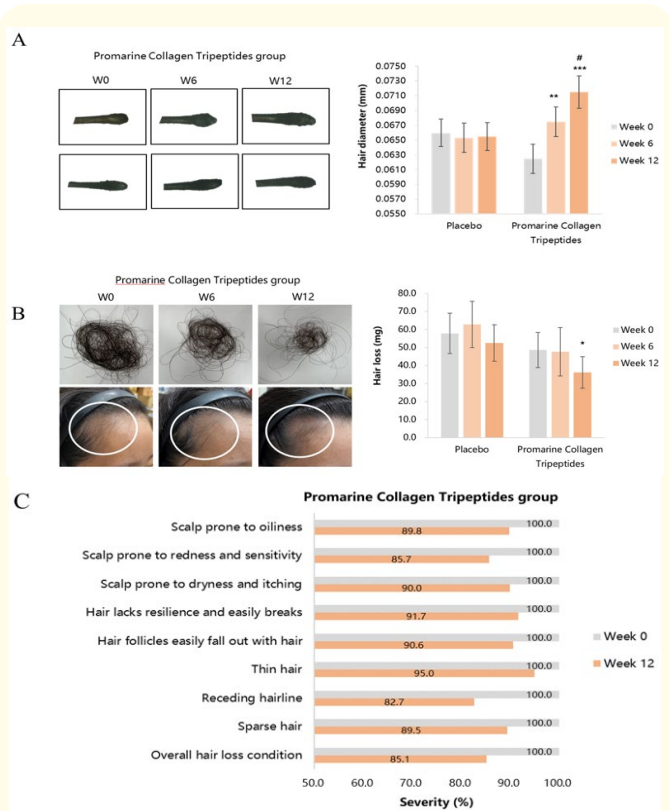 A
Promarine Collagen Tripeptides group
W0 W6 W12
Hair diameter (mm)
0.0750
0.0730
0.0710
0.0690
0.0670
0.0650
0.0630
0.0610
0.0590
0.0570
0.0550
**
#
***
Placebo
Promarine Collagen
Tripeptides
Week 0
Week 6
Week 12
B
Promarine Collagen Tripeptides group
W0 W6 W12
Hair loss (mg)
80.0
70.0
60.0
50.0
40.0
30.0
20.0
10.0
0.0
*
Placebo
Promarine Collagen
Tripeptides
Week 0
Week 6
Week 12
C
Promarine Collagen Tripeptides group
Scalp prone to oiliness 100.0
89.8
Scalp prone to redness and sensitivity 100.0
85.7
Scalp prone to dryness and itching 100.0
90.0
Hair lacks resilience and easily breaks 100.0
91.7
Hair follicles easily fall out with hair 100.0
90.6
Thin hair 100.0
95.0
Receding hairline 100.0
82.7
Sparse hair 100.0
89.5
Overall hair loss condition 100.0
85.1
Week 0
Week 12
50.0 60.0 70.0 80.0 90.0 100.0
Severity (%)